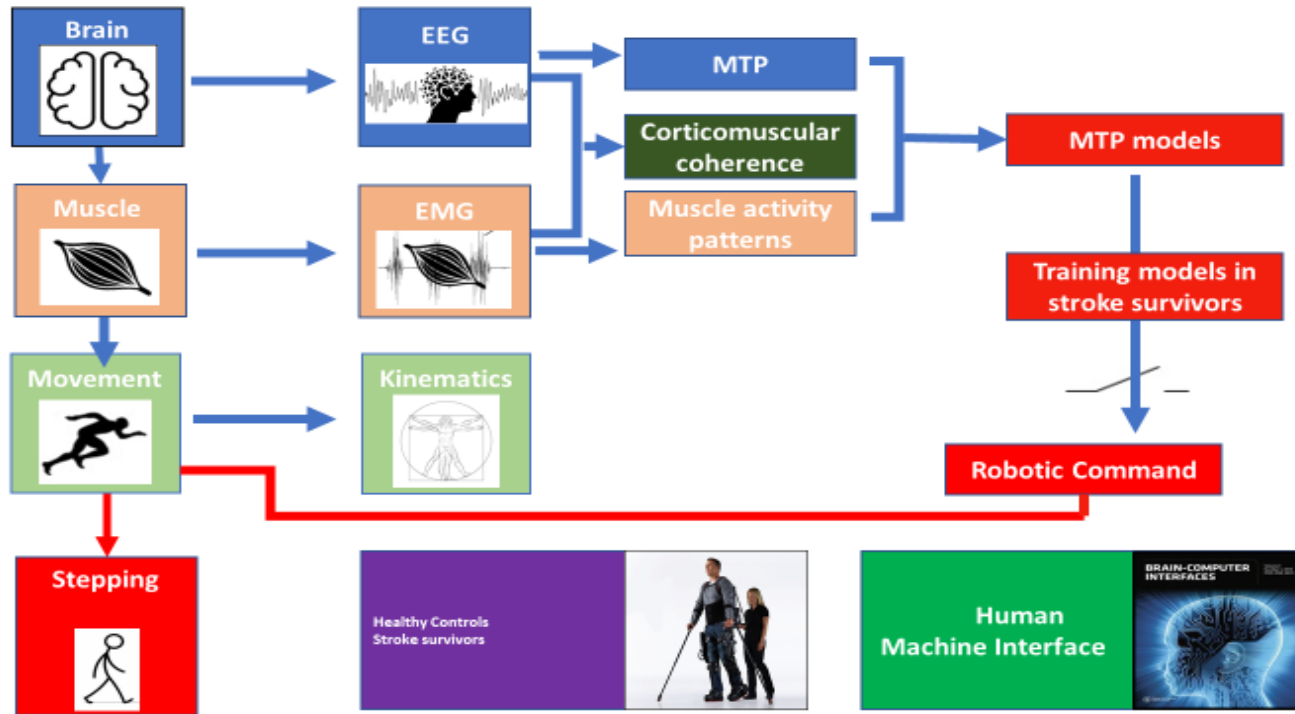 Brain
EEG
MTP
Corticomuscular
coherence
MTP models
Muscle
EMG
Muscle activity
patterns
Training models in
stroke survivors
Movement
Kinematics
Robotic Command
Stepping
Healthy Controls
Stroke survivors
Human
Machine Interface
BRAIN-COMPUTER
INTERFACES